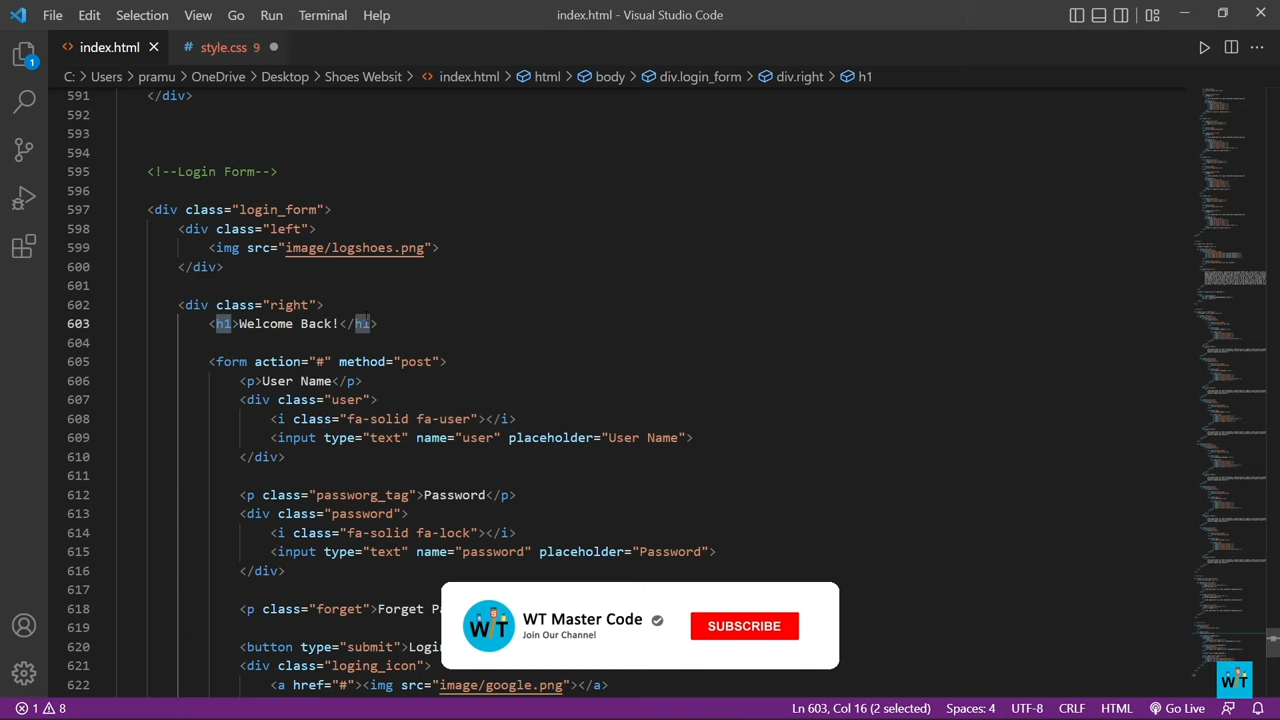 File Edit Selection View Go Run Terminal Help index.html - Visual Studio Code
index.html style.css 9
C: > Users > pramu > OneDrive > Desktop > Shoes Websit > index.html > html > body > div.login_form > div.right > h1
591 </div>
592
593
594
595 <!--Login Form-->
596
597 <div class="login_form"
598 <div class="left">
599 <img src="image/logshoes.png">
600 </div>
601
602 <div class="right">
603 <h1>Welcome Back</h1>
604
605 <form action="#" method="post">
606 <p>User Name</p>
607 <div class="user">
608 <i class="fa-solid fa-user"></i>
609 <input type="text" name="user" placeholder="User Name">
610 </div>
611
612 <p class="passwrg_tag">Password</p>
613 <div class="password">
614 <i class="fa-solid fa-lock"></i>
615 <input type="text" name="password" placeholder="Password">
616 </div>
617
618 <p class="fo
619
620 <button type="submit">Logi
621 <div class="loging_icon"
622 <a href="#"><img src="image/google.png"></a>
1
WT
WT Master Code
Join Our Channel
SUBSCRIBE
WT
1 8 Ln 603, Col 16 (2 selected) Spaces: 4 UTF-8 CRLF HTML Go Live